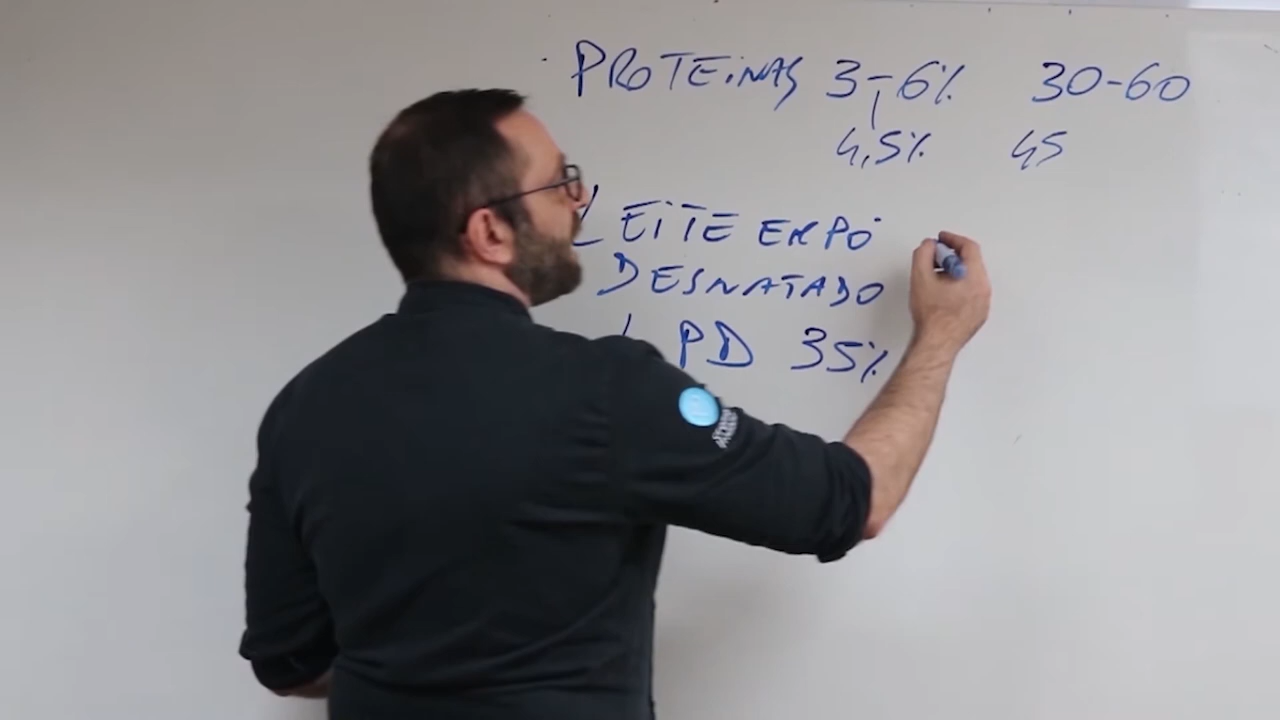 PROTEiNAS 3-6% 30-60
4,5% 45
LEITE EM PÓ
DESNATADO
LPD 35%